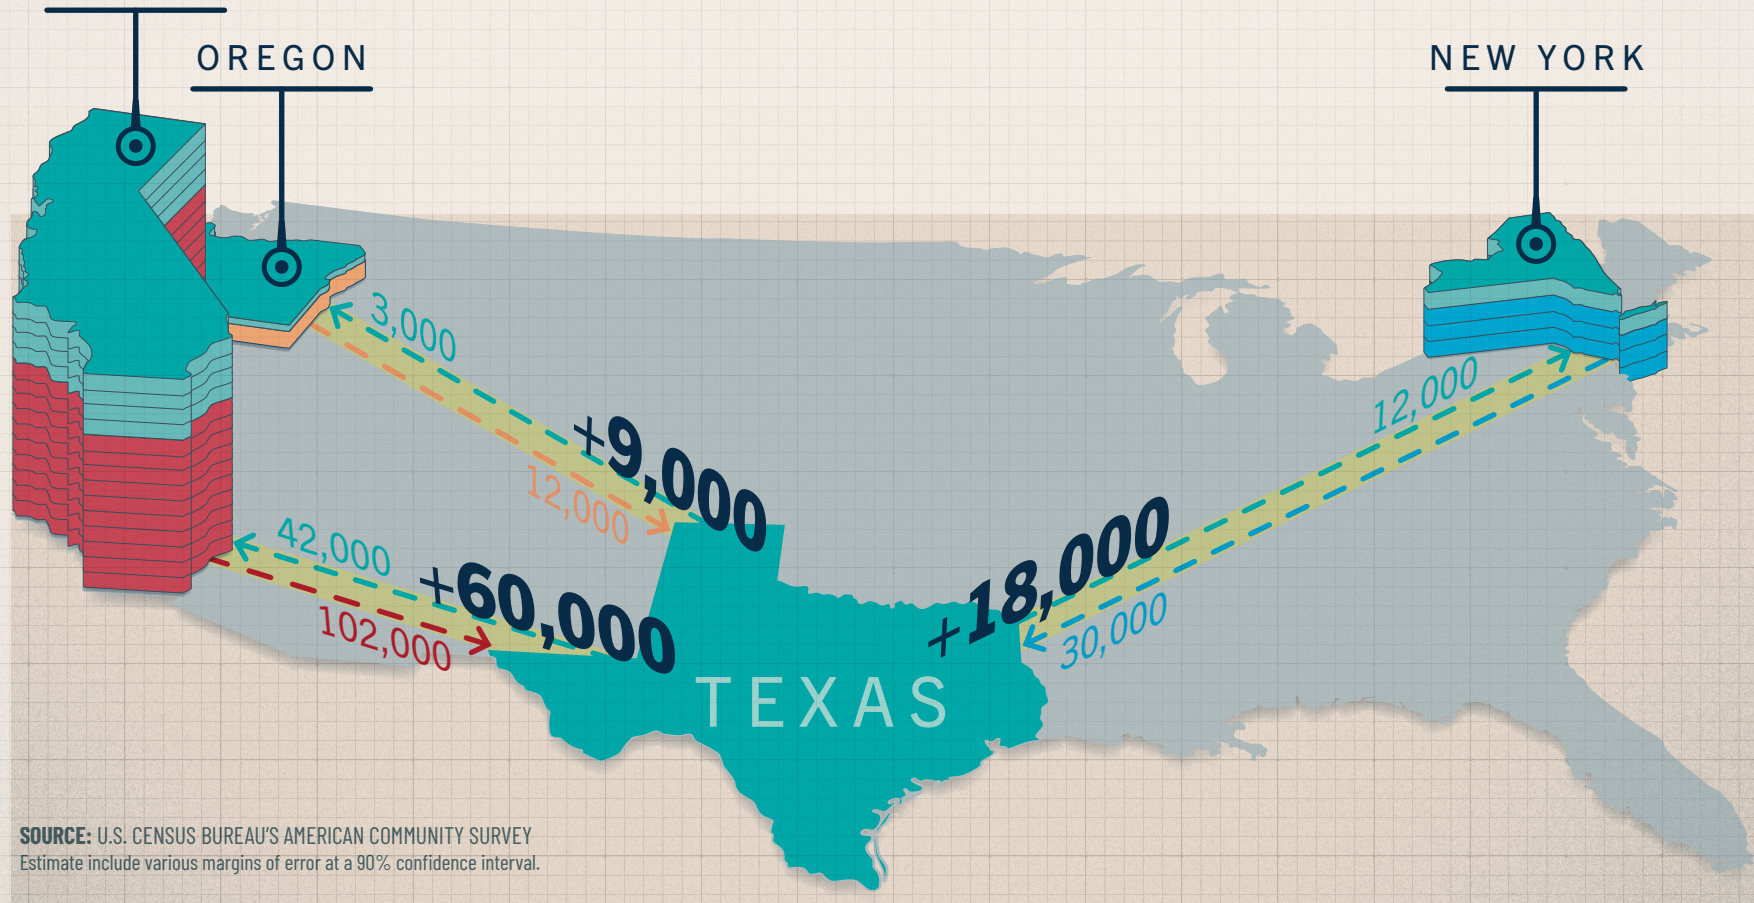 OREGON
NEW YORK
3,000
+9,000
12,000
12,000
42,000
+60,000
102,000
+18,000
30,000
TEXAS
SOURCE: U.S. CENSUS BUREAU'S AMERICAN COMMUNITY SURVEY
Estimate include various margins of error at a 90% confidence interval.